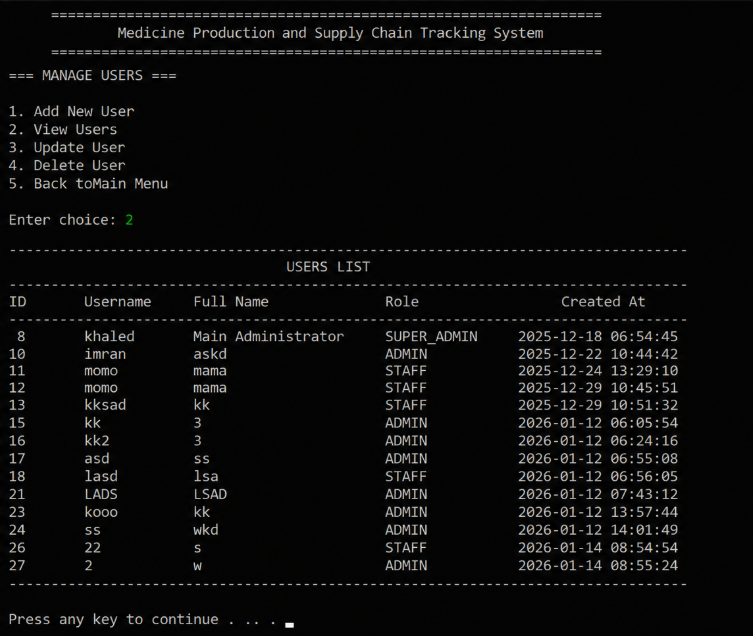 ==================================================================
Medicine Production and Supply Chain Tracking System
==================================================================
=== MANAGE USERS ===
1. Add New User
2. View Users
3. Update User
4. Delete User
5. Back toMain Menu
Enter choice: 2
---------------------------------------------------------------------------------
USERS LIST
---------------------------------------------------------------------------------
ID Username Full Name Role Created At
---------------------------------------------------------------------------------
8 khaled Main Administrator SUPER_ADMIN 2025-12-18 06:54:45
10 imran askd ADMIN 2025-12-22 10:44:42
11 momo mama STAFF 2025-12-24 13:29:10
12 momo mama STAFF 2025-12-29 10:45:51
13 kksad kk STAFF 2025-12-29 10:51:32
15 kk 3 ADMIN 2026-01-12 06:05:54
16 kk2 3 ADMIN 2026-01-12 06:24:16
17 asd ss ADMIN 2026-01-12 06:55:08
18 lasd lsa STAFF 2026-01-12 06:56:05
21 LADS LSAD ADMIN 2026-01-12 07:43:12
23 kooo kk ADMIN 2026-01-12 13:57:44
24 ss wkd ADMIN 2026-01-12 14:01:49
26 22 s STAFF 2026-01-14 08:54:54
27 2 w ADMIN 2026-01-14 08:55:24
---------------------------------------------------------------------------------
Press any key to continue . .. .